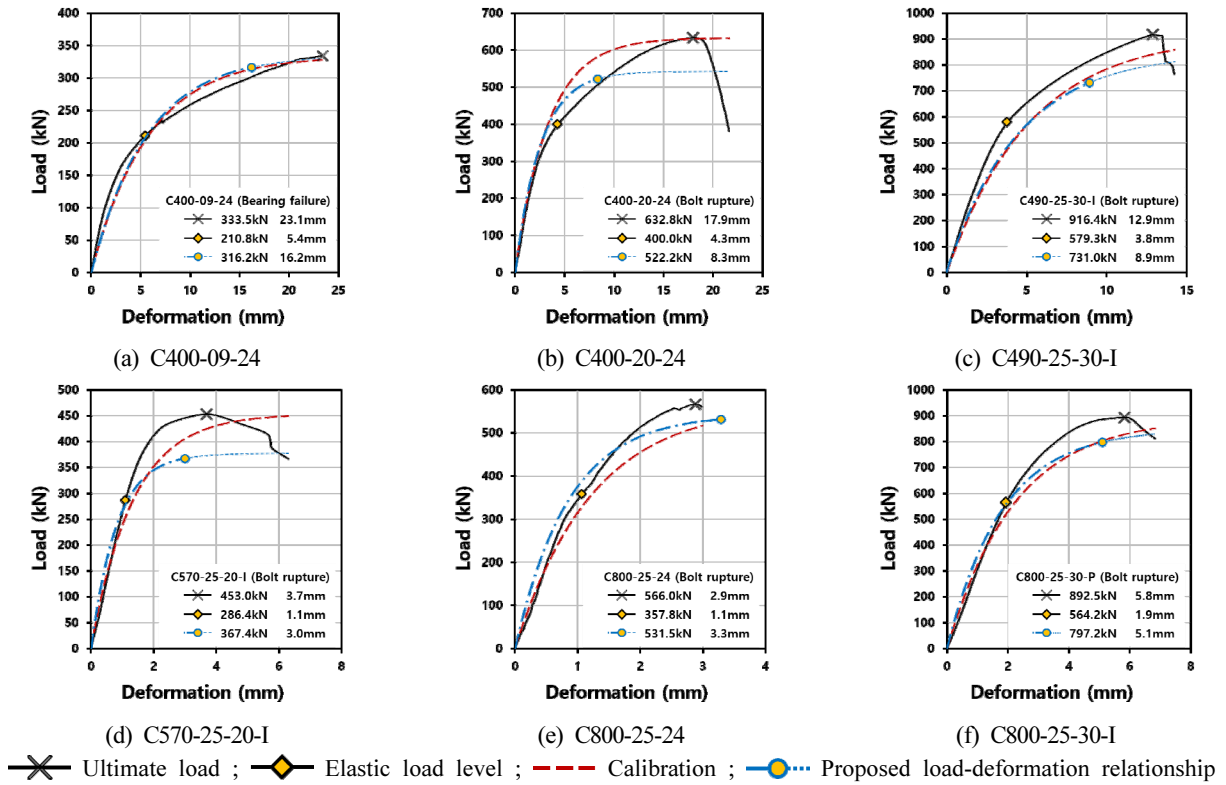 400
350
300
250
200
150
100
50
0
Load (kN)
0 5 10 15 20 25
Deformation (mm)
C400-09-24 (Bearing failure)
333.5kN 23.1mm
210.8kN 5.4mm
316.2kN 16.2mm
(a) C400-09-24
700
600
500
400
300
200
100
0
Load (kN)
0 5 10 15 20 25
Deformation (mm)
C400-20-24 (Bolt rupture)
632.8kN 17.9mm
400.0kN 4.3mm
522.2kN 8.3mm
(b) C400-20-24
1000
900
800
700
600
500
400
300
200
100
0
Load (kN)
0 5 10 15
Deformation (mm)
C490-25-30-I (Bolt rupture)
916.4kN 12.9mm
579.3kN 3.8mm
731.0kN 8.9mm
(c) C490-25-30-I
500
450
400
350
300
250
200
150
100
50
0
Load (kN)
0 2 4 6 8
Deformation (mm)
C570-25-20-I (Bolt rupture)
453.0kN 3.7mm
286.4kN 1.1mm
367.4kN 3.0mm
(d) C570-25-20-I
600
500
400
300
200
100
0
Load (kN)
0 1 2 3 4
Deformation (mm)
C800-25-24 (Bolt rupture)
566.0kN 2.9mm
357.8kN 1.1mm
531.5kN 3.3mm
(e) C800-25-24
1000
900
800
700
600
500
400
300
200
100
0
Load (kN)
0 2 4 6 8
Deformation (mm)
C800-25-30-P (Bolt rupture)
892.5kN 5.8mm
564.2kN 1.9mm
797.2kN 5.1mm
(f) C800-25-30-I
Ultimate load ; Elastic load level ; Calibration ; Proposed load-deformation relationship